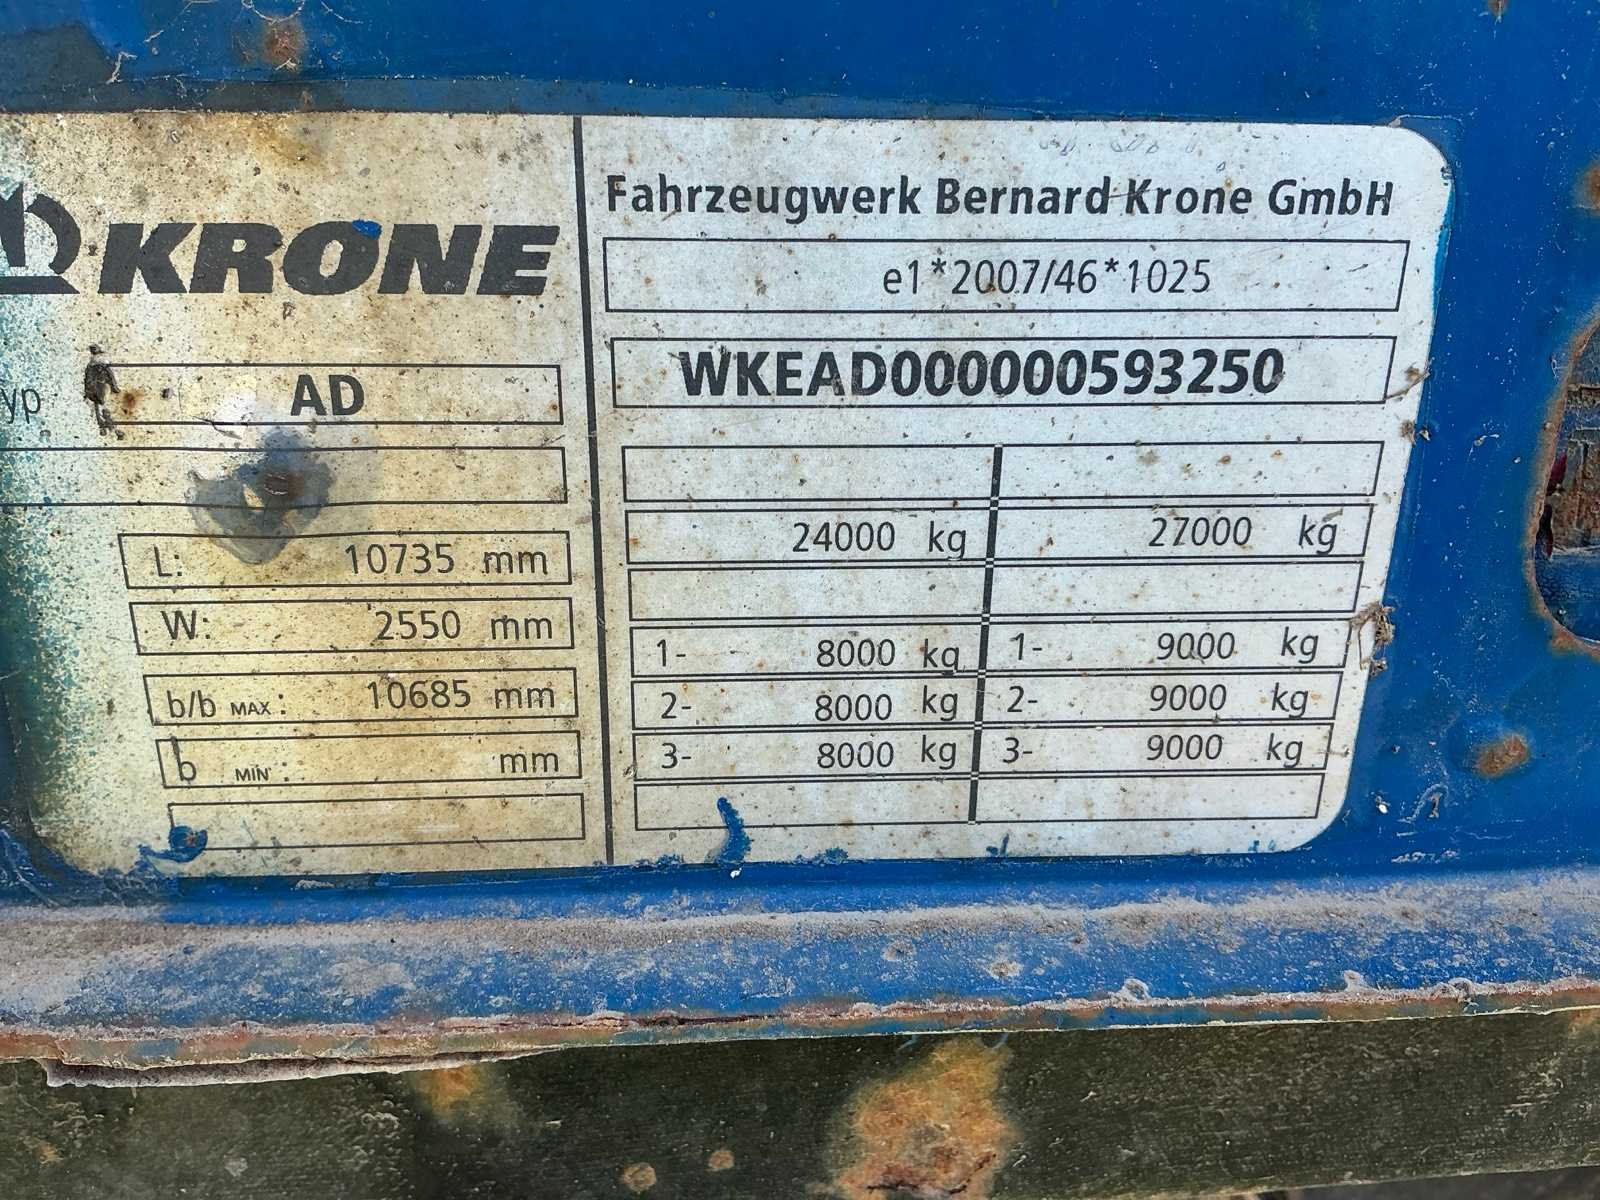 KRONE
yp AD
L: 10735 mm
W: 2550 mm
b/b MAX : 10685 mm
b MIN : mm
Fahrzeugwerk Bernard Krone GmbH
e1*2007/46*1025
WKEAD000000593250
24000 kg 27000 kg
1- 8000 kg 1- 9000 kg
2- 8000 kg 2- 9000 kg
3- 8000 kg 3- 9000 kg